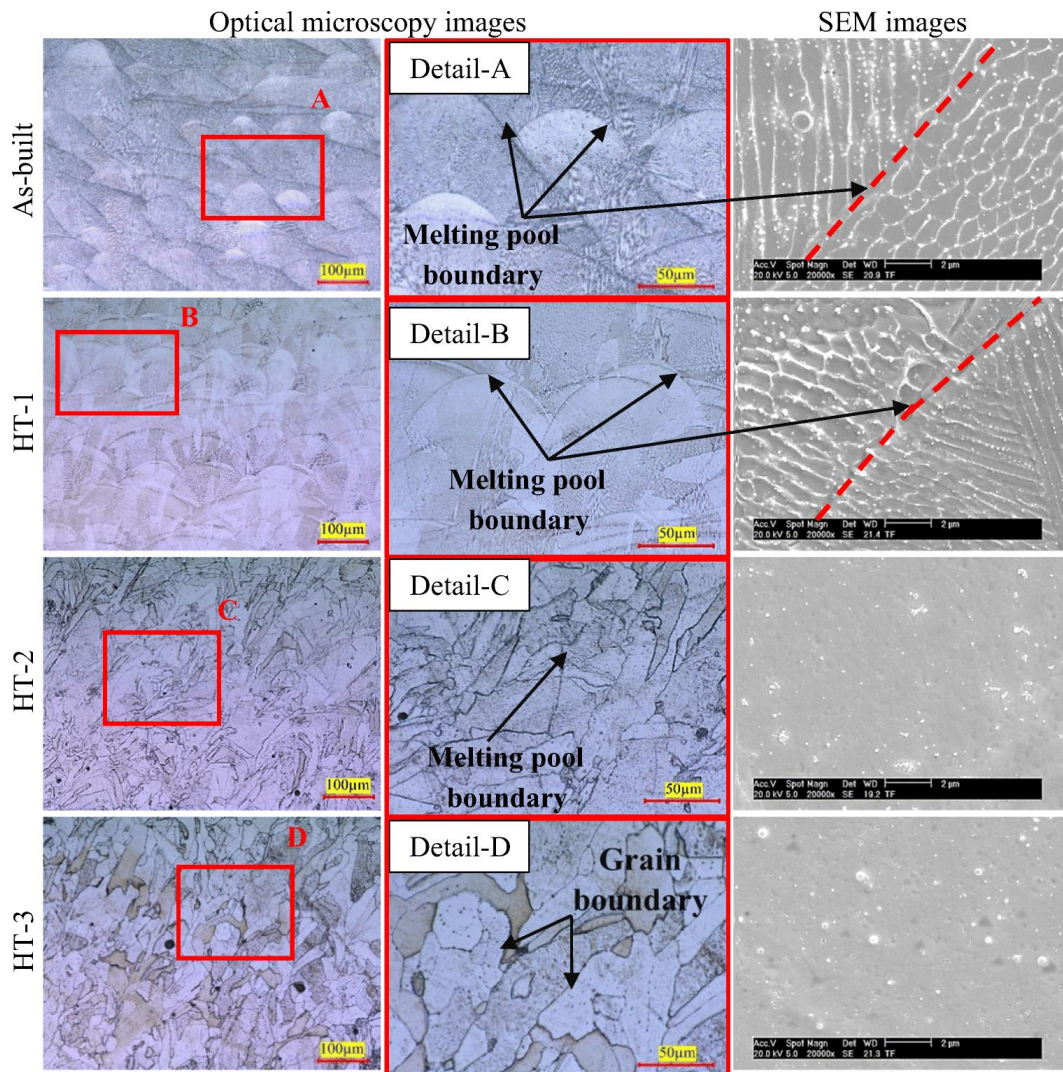 Optical microscopy images
SEM images
As-built
A
100µm
Detail-A
Melting pool
boundary
50µm
Acc.V Spot Magn Det WD 2 µm
20.0 kV 5.0 20000x SE 20.9 TF
HT-1
B
100µm
Detail-B
Melting pool
boundary
50µm
Acc.V Spot Magn Det WD 2 µm
20.0 kV 5.0 20000x SE 21.4 TF
HT-2
C
100µm
Detail-C
Melting pool
boundary
50µm
Acc.V Spot Magn Det WD 2 µm
20.0 kV 5.0 20000x SE 19.2 TF
HT-3
D
100µm
Detail-D
Grain
boundary
50µm
Acc.V Spot Magn Det WD 2 µm
20.0 kV 5.0 20000x SE 21.3 TF